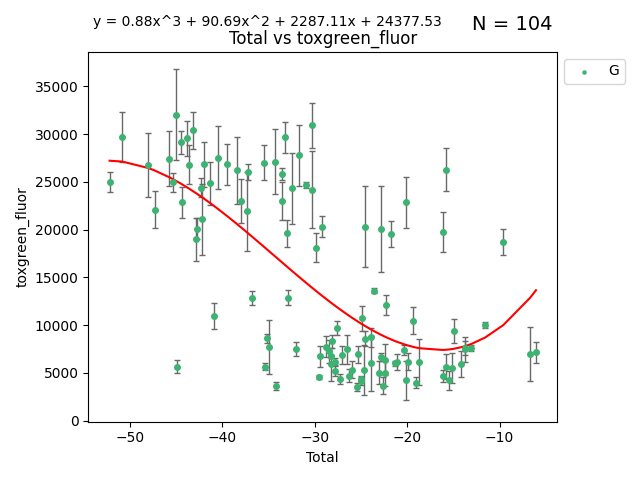 y = 0.88x^3 + 90.69x^2 + 2287.11x + 24377.53
N = 104
Total vs toxgreen_fluor
G
35000
30000
25000
20000
15000
10000
5000
0
toxgreen_fluor
−50
−40
−30
−20
−10
Total